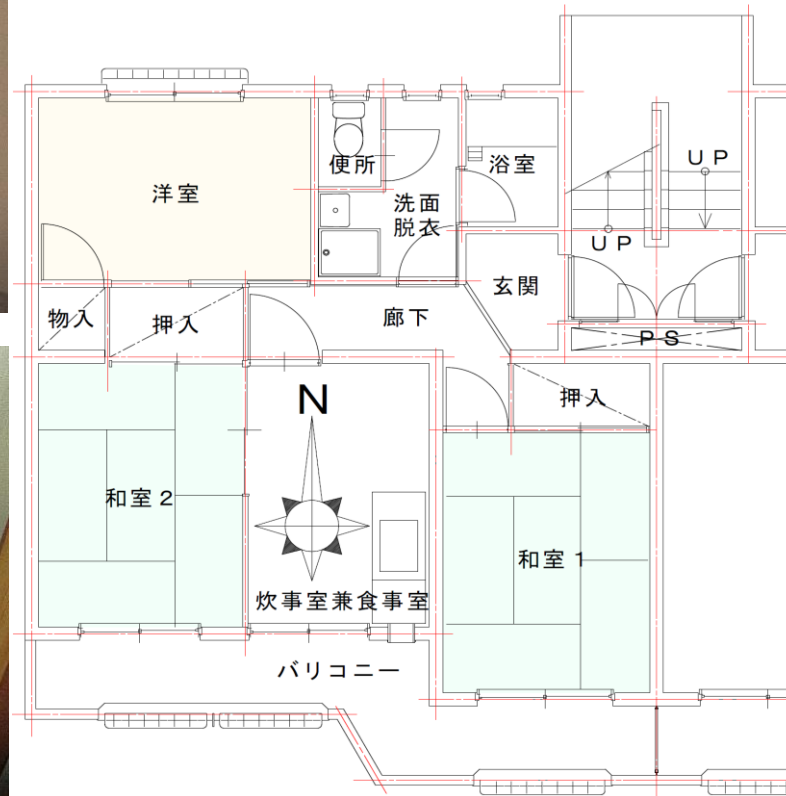 便所
浴室
UP
洋室
洗面
脱衣
UP
玄関
物入
押入
廊下
PS
N
押入
和室２
和室１
炊事室兼食事室
バリコニー